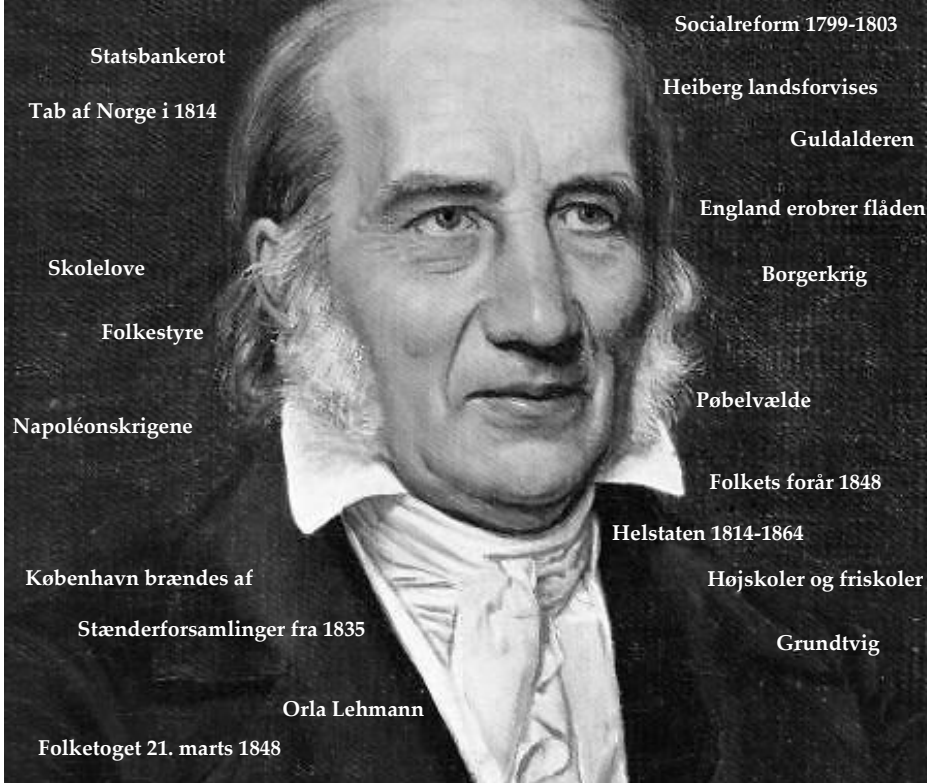 Socialreform 1799-1803
Statsbankerot
Heiberg landsforvises
Tab af Norge i 1814
Guldalderen
England erobrer flåden
Skolelove
Borgerkrig
Folkestyre
Pøbelvælde
Napoléonskrigene
Folkets forår 1848
Helstaten 1814-1864
København brændes af
Højskoler og friskoler
Stænderforsamlinger fra 1835
Grundtvig
Orla Lehmann
Folketoget 21. marts 1848